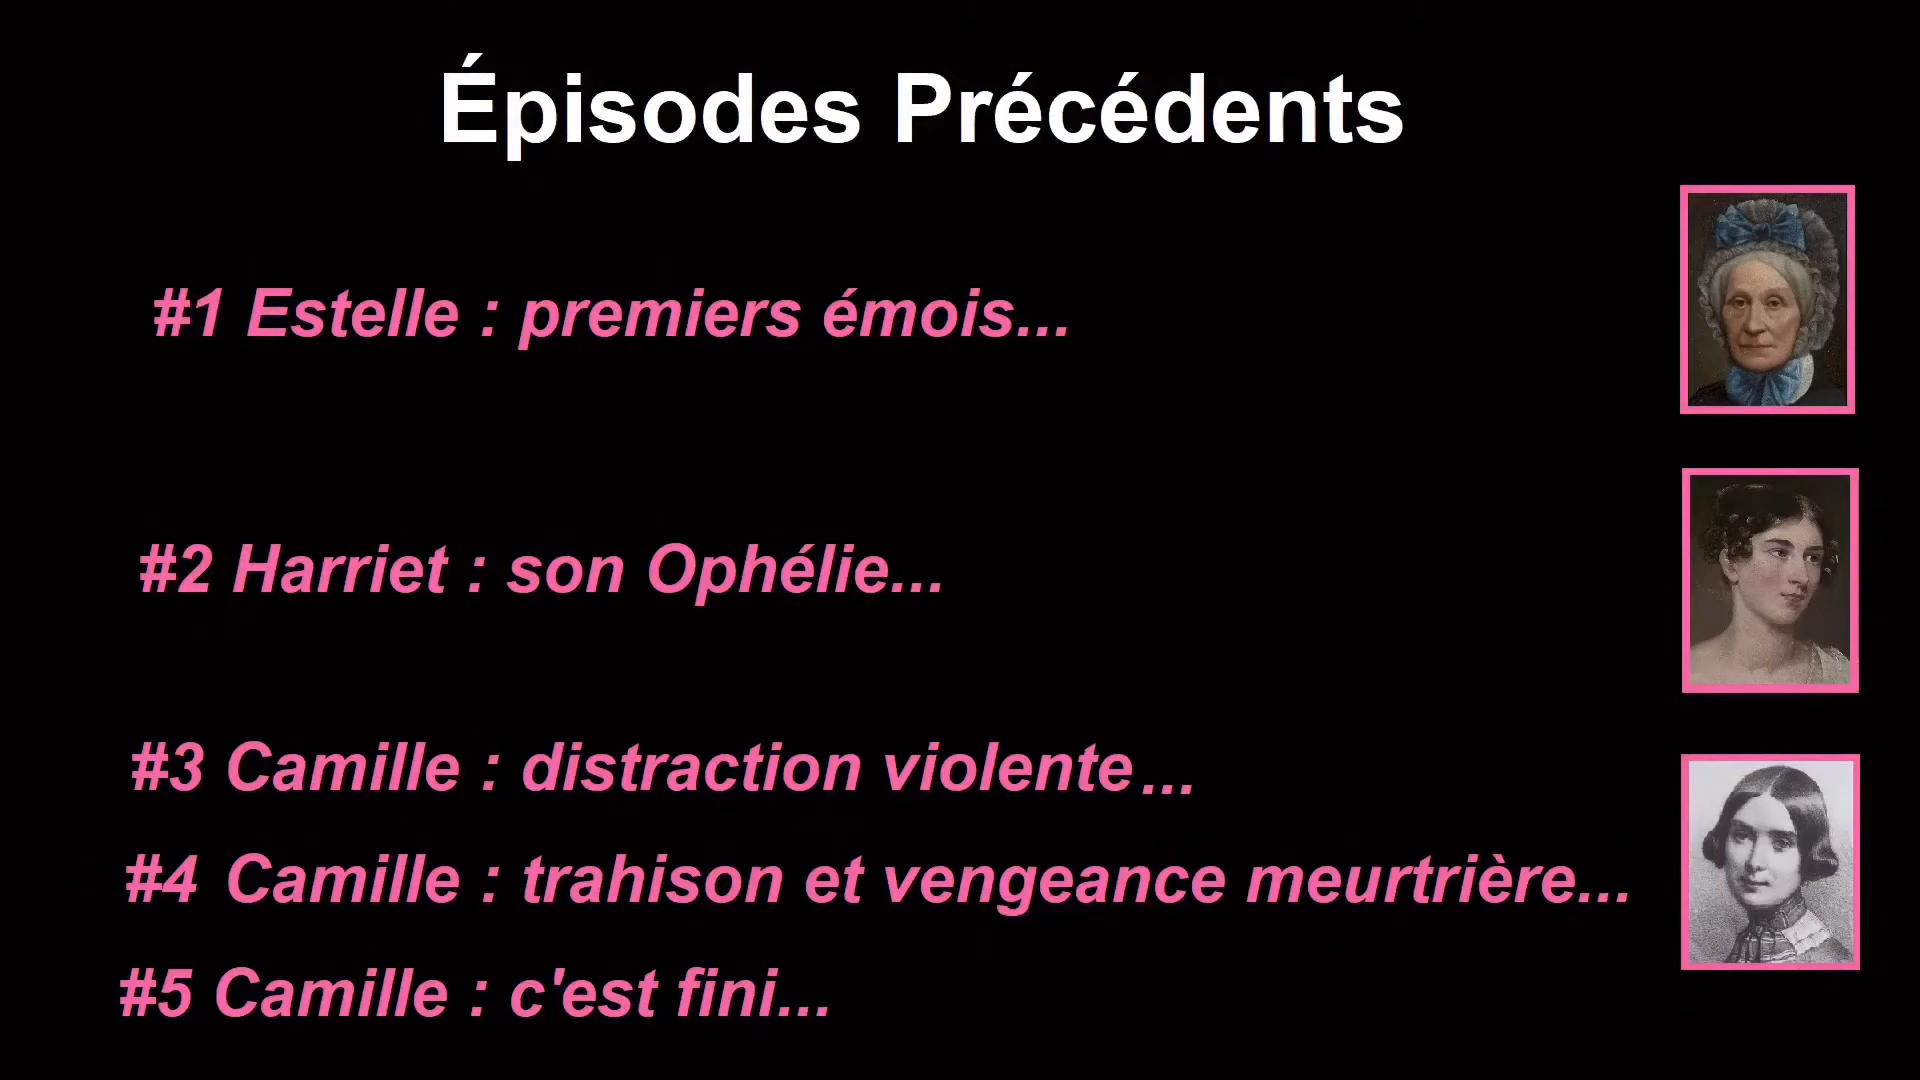 Épisodes Précédents
#1 Estelle : premiers émois...
#2 Harriet : son Ophélie...
#3 Camille : distraction violente...
#4 Camille : trahison et vengeance meurtrière...
#5 Camille : c'est fini...